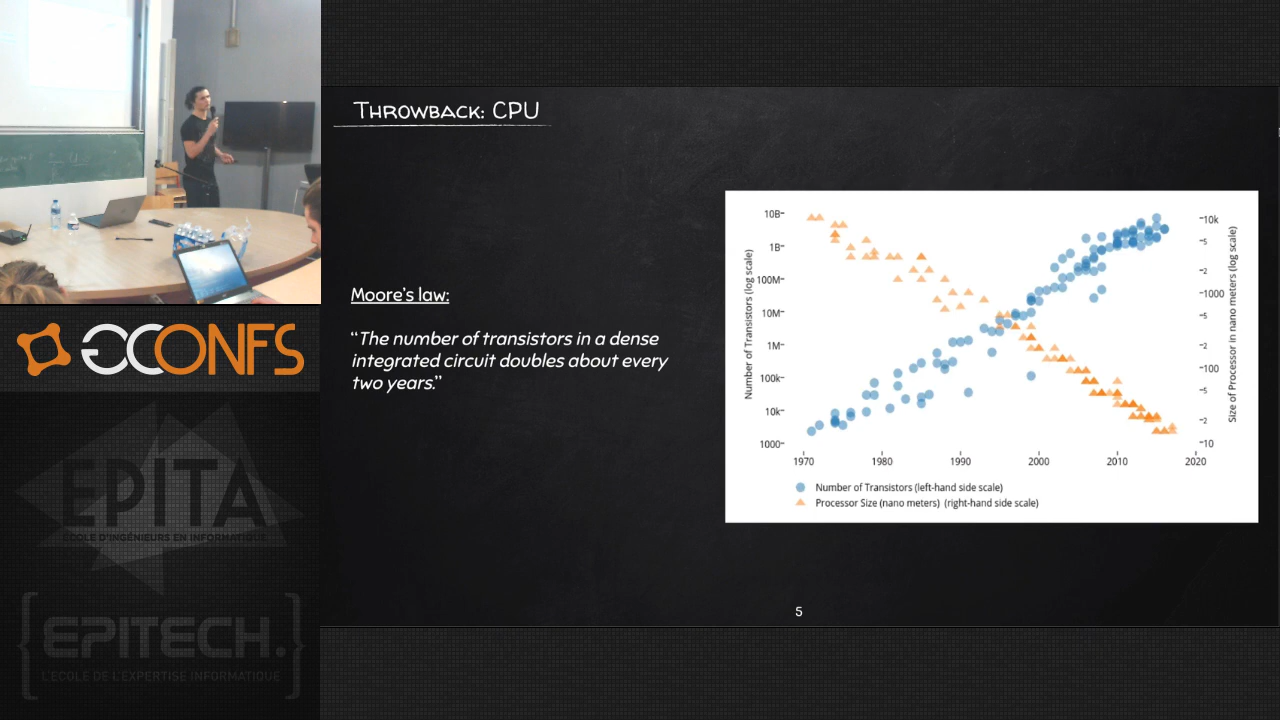 THROWBACK: CPU
Moore's law:
"The number of transistors in a dense
integrated circuit doubles about every
two years."
10B
1B
100M
10M
1M
100k
10k
1000
Number of Transistors (log scale)
10k
5
2
1000
5
2
100
5
2
10
Size of Processor in nano meters (log scale)
1970
1980
1990
2000
2010
2020
Number of Transistors (left-hand side scale)
Processor Size (nano meters) (right-hand side scale)
5
GCONFS
EPITA
ÉCOLE D'INGÉNIEURS EN INFORMATIQUE
{EPITECH.}
L'ECOLE DE L'EXPERTISE INFORMATIQUE